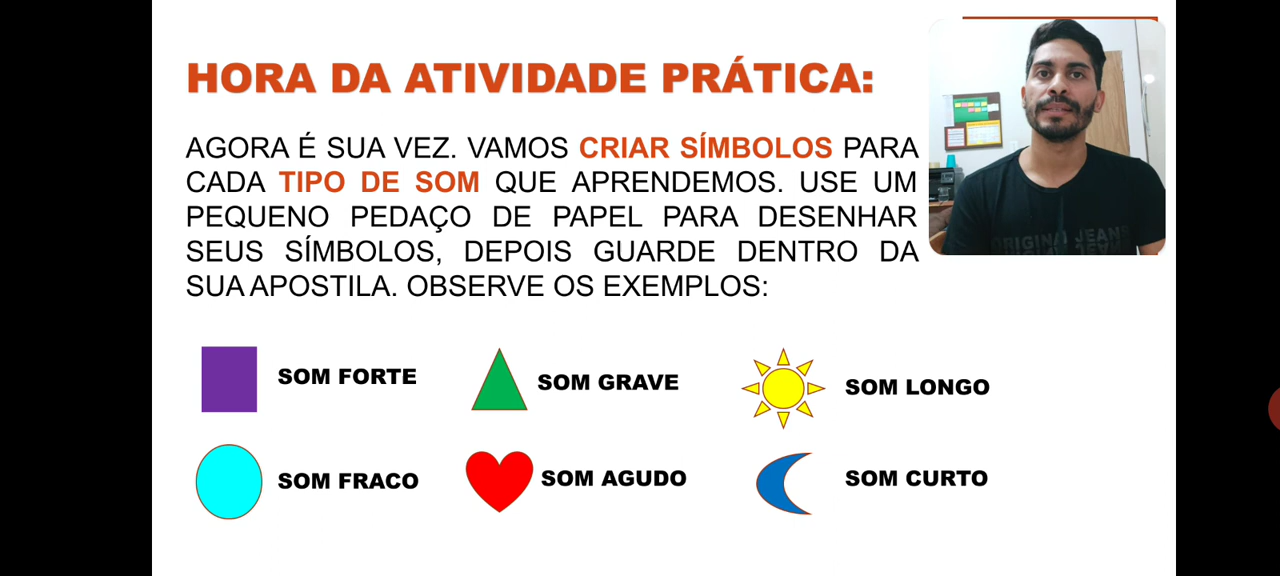 HORA DA ATIVIDADE PRÁTICA:
AGORA É SUA VEZ. VAMOS CRIAR SÍMBOLOS PARA
CADA TIPO DE SOM QUE APRENDEMOS. USE UM
PEQUENO PEDAÇO DE PAPEL PARA DESENHAR
SEUS SÍMBOLOS, DEPOIS GUARDE DENTRO DA
SUA APOSTILA. OBSERVE OS EXEMPLOS:
SOM FORTE
SOM GRAVE
SOM LONGO
SOM FRACO
SOM AGUDO
SOM CURTO
ORIGINAL JEANS